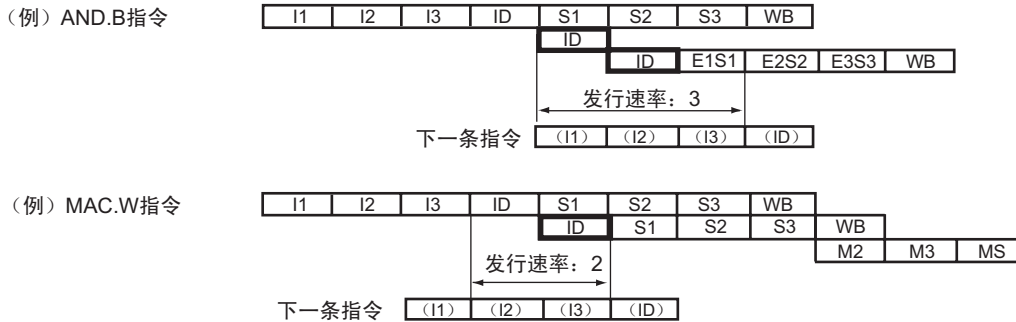 （例）AND.B指令 I1 I2 I3 ID S1 S2 S3 WB
ID
ID E1S1 E2S2 E3S3 WB
发行速率：3
下一条指令 （I1） （I2） （I3） （ID）
（例）MAC.W指令 I1 I2 I3 ID S1 S2 S3 WB
ID S1 S2 S3 WB
M2 M3 MS
发行速率：2
下一条指令 （I1） （I2） （I3） （ID）